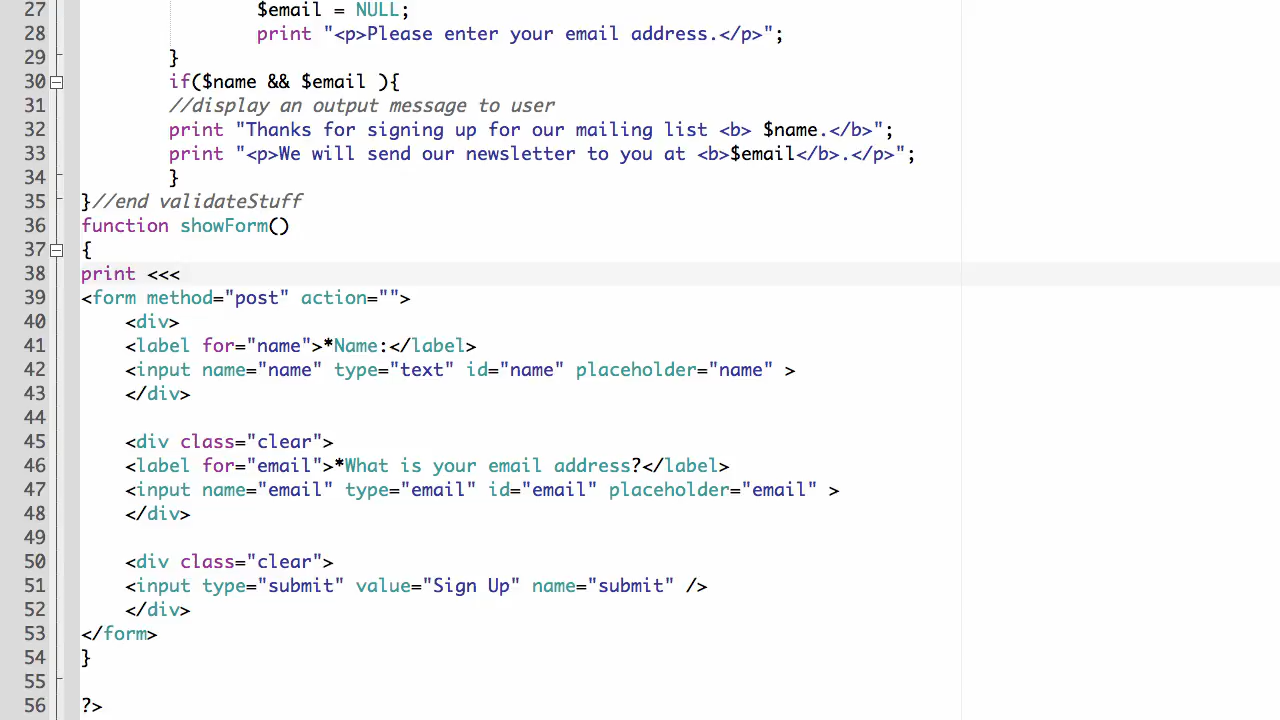 27 $email = NULL;
28 print "<p>Please enter your email address.</p>";
29 }
30 if($name && $email ){
31 //display an output message to user
32 print "Thanks for signing up for our mailing list <b> $name.</b>";
33 print "<p>We will send our newsletter to you at <b>$email</b>.</p>";
34 }
35 }//end validateStuff
36 function showForm()
37 {
38 print <<<
39 <form method="post" action="">
40 <div>
41 <label for="name">*Name:</label>
42 <input name="name" type="text" id="name" placeholder="name" >
43 </div>
44
45 <div class="clear">
46 <label for="email">*What is your email address?</label>
47 <input name="email" type="email" id="email" placeholder="email" >
48 </div>
49
50 <div class="clear">
51 <input type="submit" value="Sign Up" name="submit" />
52 </div>
53 </form>
54 }
55
56 ?>